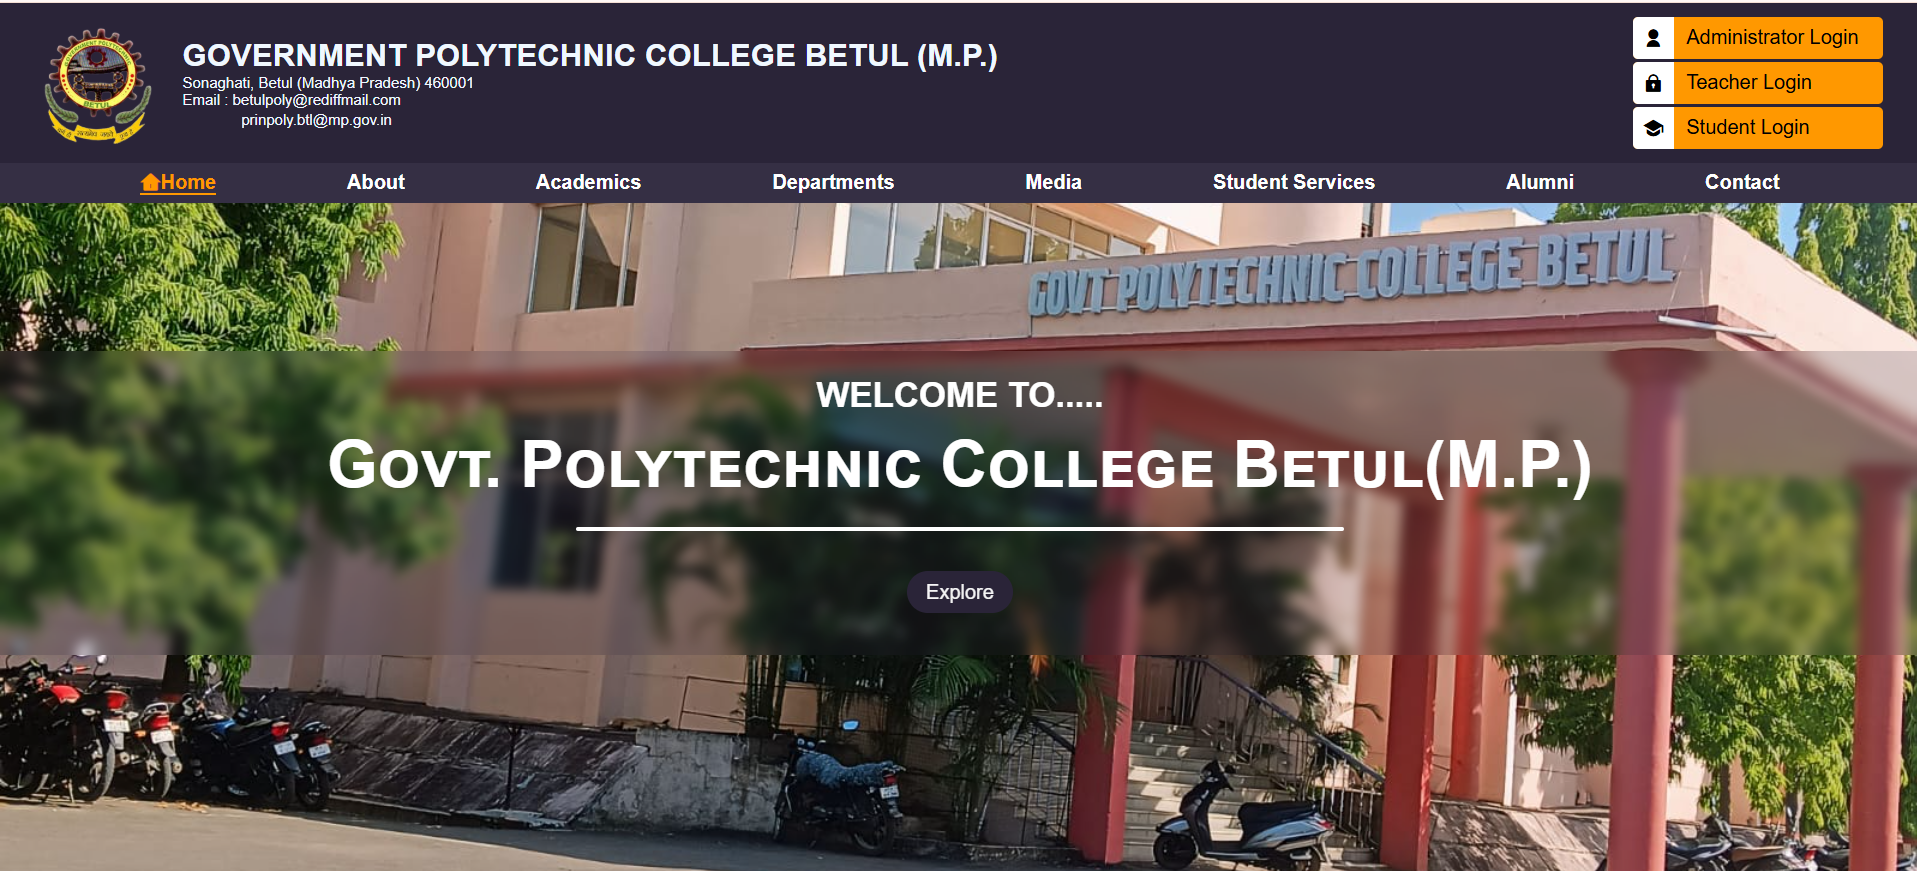 GOVERNMENT POLYTECHNIC COLLEGE BETUL (M.P.)
Sonaghati, Betul (Madhya Pradesh) 460001
Email : betulpoly@rediffmail.com
prinpoly.btl@mp.gov.in
BETUL
Administrator Login
Teacher Login
Student Login
Home About Academics Departments Media Student Services Alumni Contact
GOVT POLYTECHNIC COLLEGE BETUL
WELCOME TO.....
Govt. Polytechnic College Betul(M.P.)
Explore